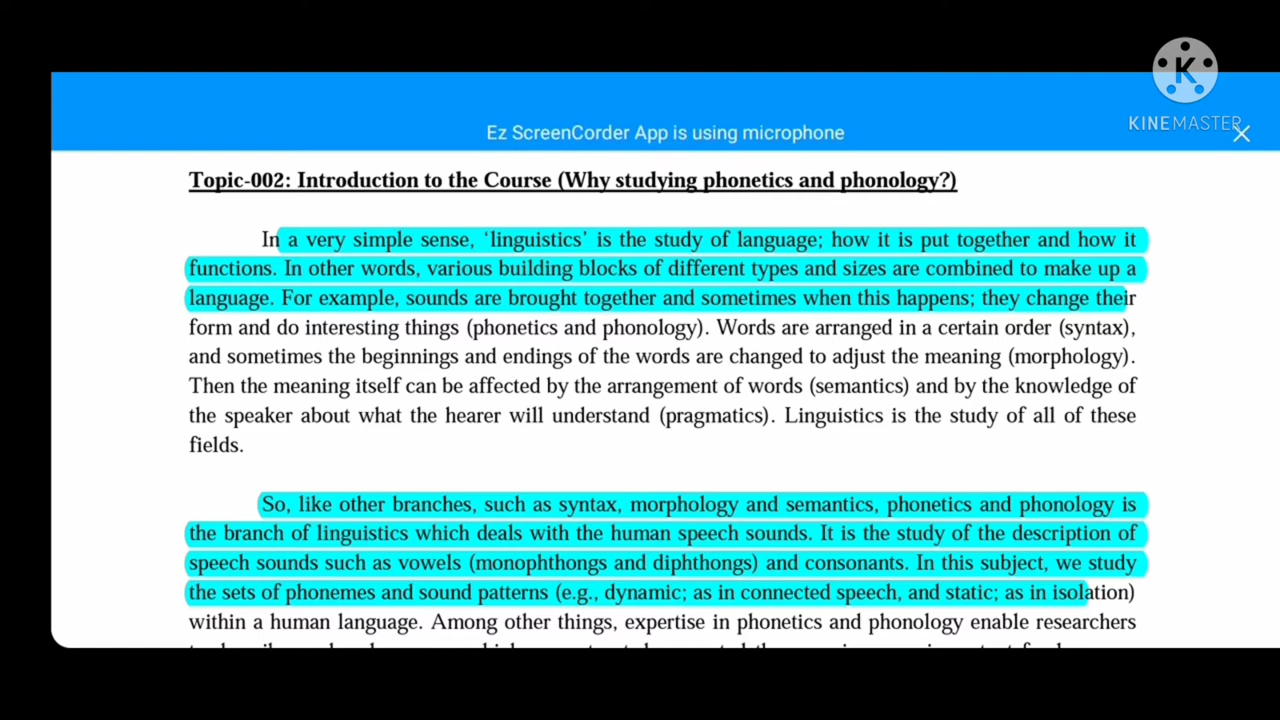 K
KINEMASTER
Ez ScreenCorder App is using microphone
Topic-002: Introduction to the Course (Why studying phonetics and phonology?)
In a very simple sense, ‘linguistics’ is the study of language; how it is put together and how it
functions. In other words, various building blocks of different types and sizes are combined to make up a
language. For example, sounds are brought together and sometimes when this happens; they change their
form and do interesting things (phonetics and phonology). Words are arranged in a certain order (syntax),
and sometimes the beginnings and endings of the words are changed to adjust the meaning (morphology).
Then the meaning itself can be affected by the arrangement of words (semantics) and by the knowledge of
the speaker about what the hearer will understand (pragmatics). Linguistics is the study of all of these
fields.
So, like other branches, such as syntax, morphology and semantics, phonetics and phonology is
the branch of linguistics which deals with the human speech sounds. It is the study of the description of
speech sounds such as vowels (monophthongs and diphthongs) and consonants. In this subject, we study
the sets of phonemes and sound patterns (e.g., dynamic; as in connected speech, and static; as in isolation)
within a human language. Among other things, expertise in phonetics and phonology enable researchers